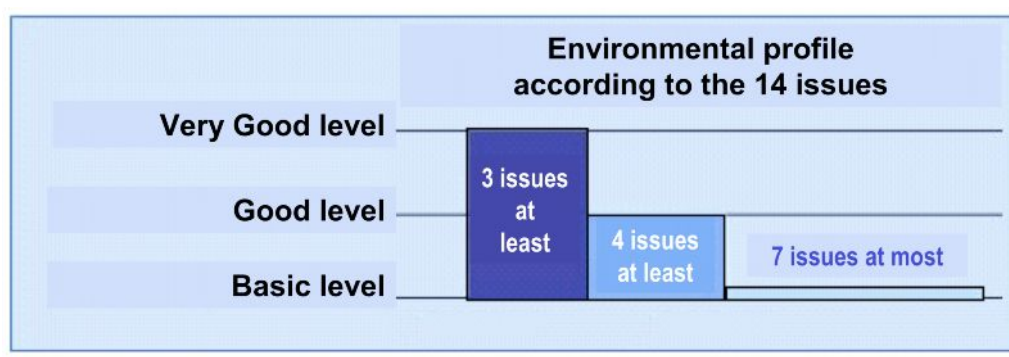 Environmental profile
according to the 14 issues
Very Good level
Good level
Basic level
3 issues
at
least
4 issues
at least
7 issues at most